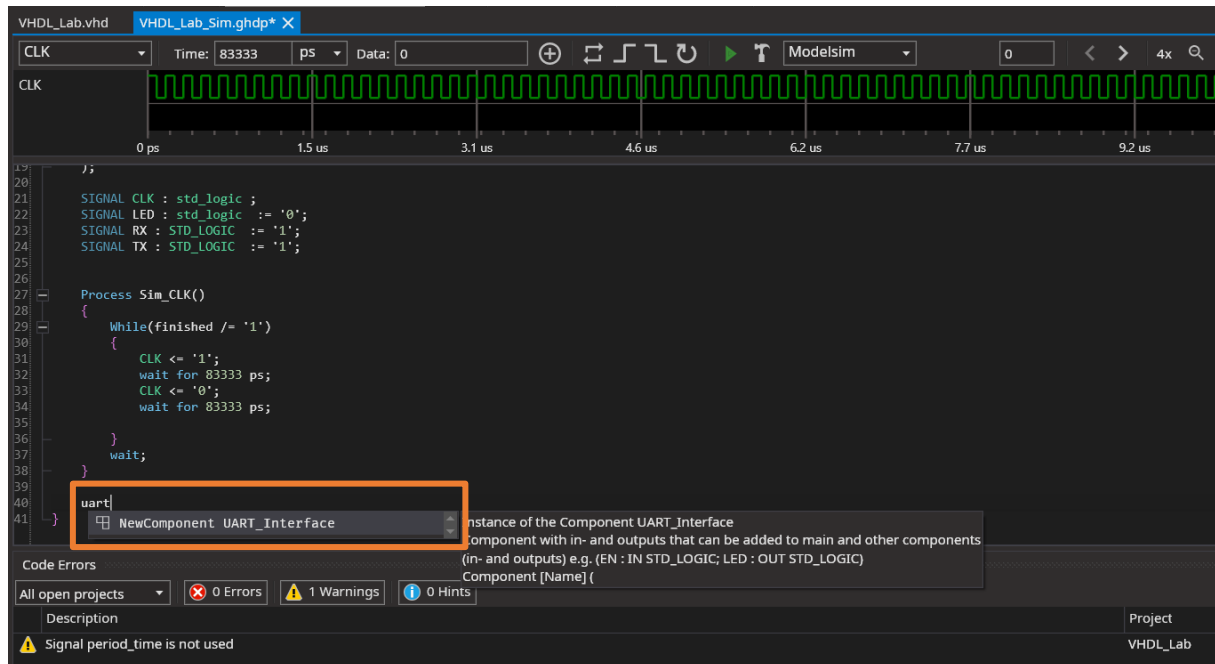 VHDL_Lab.vhd VHDL_Lab_Sim.ghdp*
CLK Time: 83333 ps Data: 0 Modelsim 0 4x
CLK
0 ps 1.5 us 3.1 us 4.6 us 6.2 us 7.7 us 9.2 us
19 );
20
21 SIGNAL CLK : std_logic ;
22 SIGNAL LED : std_logic := '0';
23 SIGNAL RX : STD_LOGIC := '1';
24 SIGNAL TX : STD_LOGIC := '1';
25
26
27 Process Sim_CLK()
28 {
29 While(finished /= '1')
30 {
31 CLK <= '1';
32 wait for 83333 ps;
33 CLK <= '0';
34 wait for 83333 ps;
35
36 }
37 wait;
38 }
39
40 uart
41 }
NewComponent UART_Interface
Instance of the Component UART_Interface
Component with in- and outputs that can be added to main and other components
(in- and outputs) e.g. (EN : IN STD_LOGIC; LED : OUT STD_LOGIC)
Component [Name] (
Code Errors
All open projects 0 Errors 1 Warnings 0 Hints
Description Project
Signal period_time is not used VHDL_Lab